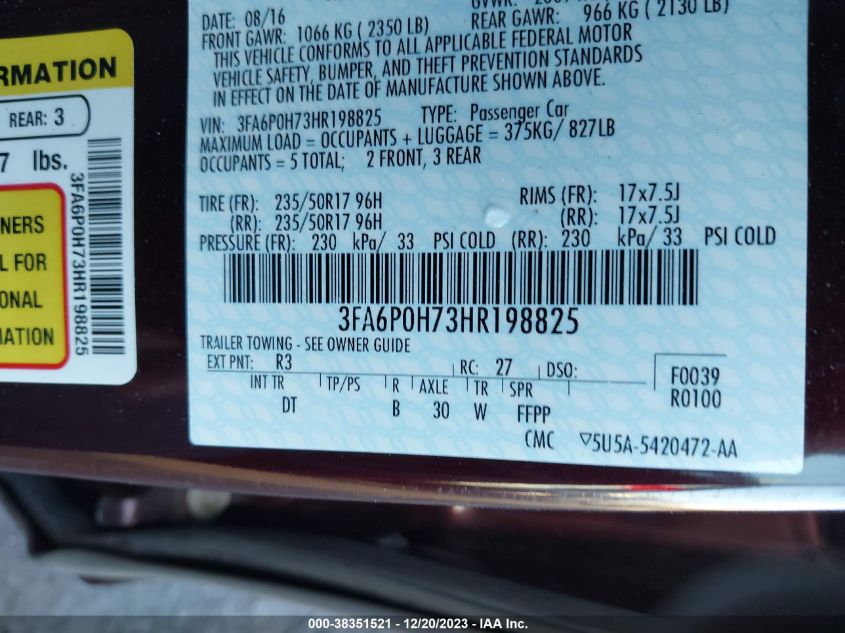 RMATION
REAR: 3
7 lbs.
3FA6P0H73HR198825
NERS
L FOR
ONAL
MATION
DATE: 08/16
FRONT GAWR: 1066 KG ( 2350 LB)
REAR GAWR: 966 KG ( 2130 LB)
THIS VEHICLE CONFORMS TO ALL APPLICABLE FEDERAL MOTOR
VEHICLE SAFETY, BUMPER, AND THEFT PREVENTION STANDARDS
IN EFFECT ON THE DATE OF MANUFACTURE SHOWN ABOVE.
VIN: 3FA6P0H73HR198825 TYPE: Passenger Car
MAXIMUM LOAD = OCCUPANTS + LUGGAGE = 375KG/ 827LB
OCCUPANTS = 5 TOTAL; 2 FRONT, 3 REAR
TIRE (FR): 235/50R17 96H RIMS (FR): 17x7.5J
(RR): 235/50R17 96H (RR): 17x7.5J
PRESSURE (FR): 230 kPa/ 33 PSI COLD (RR): 230 kPa/ 33 PSI COLD
3FA6P0H73HR198825
TRAILER TOWING - SEE OWNER GUIDE
EXT PNT: R3 RC: 27 DSO:
F0039
R0100
INT TR TP/PS R AXLE TR SPR
DT B 30 W FFPP
CMC ▽5U5A-5420472-AA
000-38351521 - 12/20/2023 - IAA Inc.